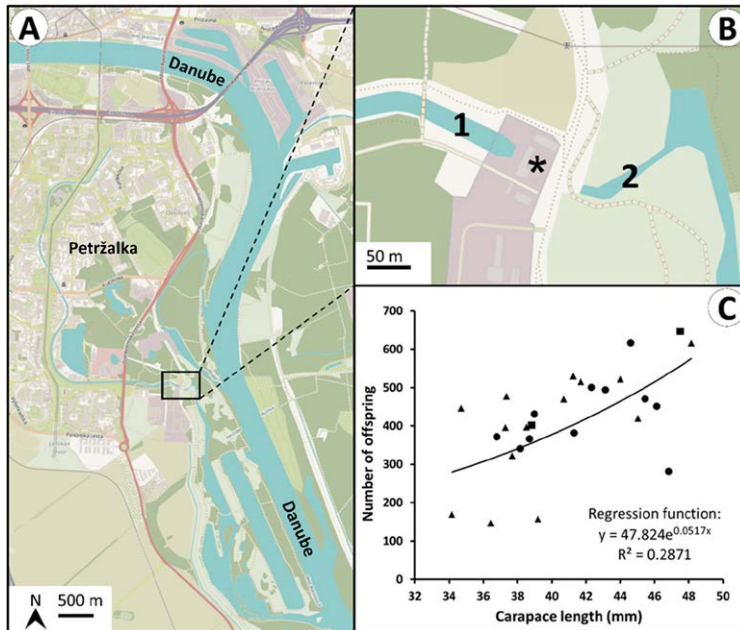 A
Danube
Petržalka
Danube
N
500 m
B
1
*
2
50 m
C
700
600
500
400
300
200
100
0
Number of offspring
32 34 36 38 40 42 44 46 48 50
Carapace length (mm)
Regression function:
y = 47.824e^0.0517x
R² = 0.2871